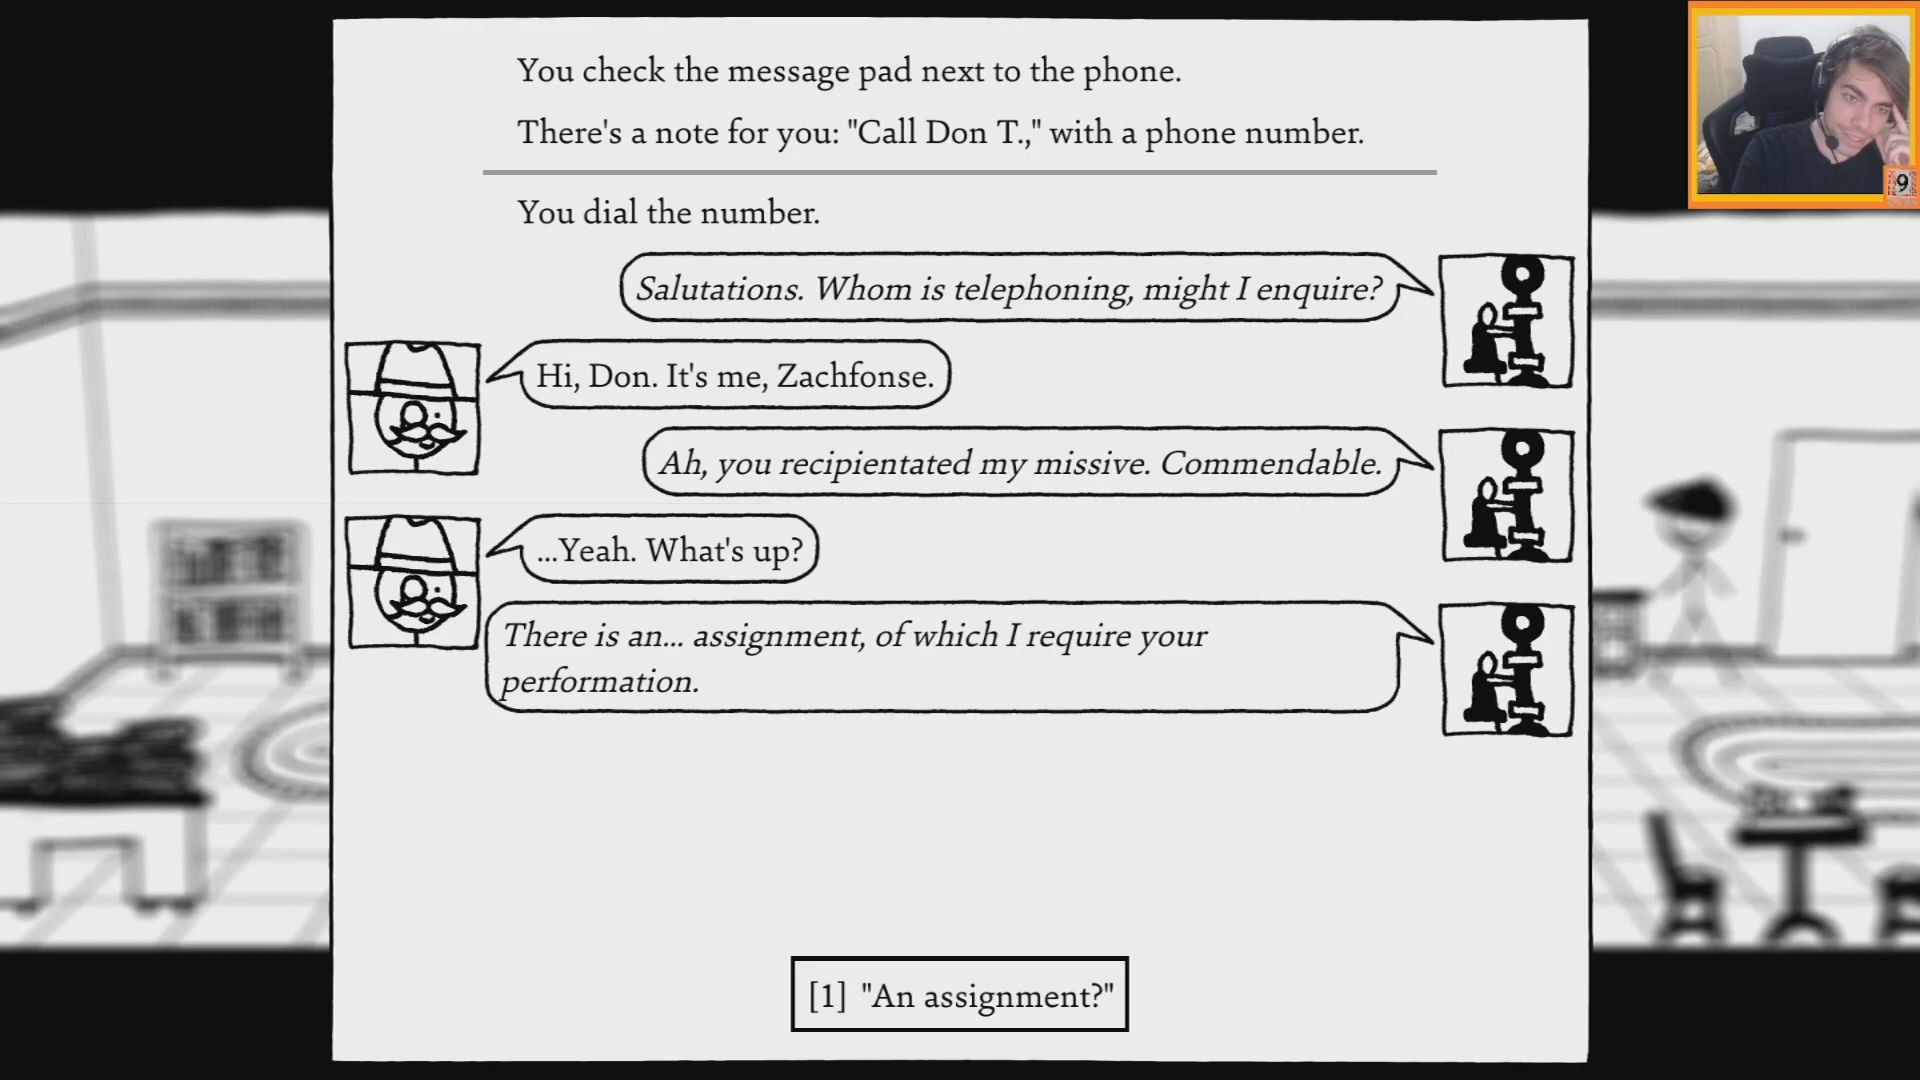 You check the message pad next to the phone.
There's a note for you: "Call Don T.," with a phone number.
You dial the number.
Salutations. Whom is telephoning, might I enquire?
Hi, Don. It's me, Zachfonse.
Ah, you recipientated my missive. Commendable.
...Yeah. What's up?
There is an... assignment, of which I require your
performation.
[1] "An assignment?"
9